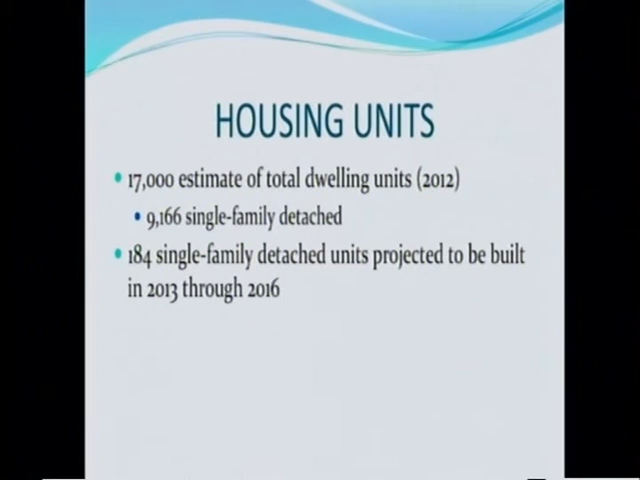 HOUSING UNITS
• 17,000 estimate of total dwelling units (2012)
• 9,166 single-family detached
• 184 single-family detached units projected to be built
in 2013 through 2016